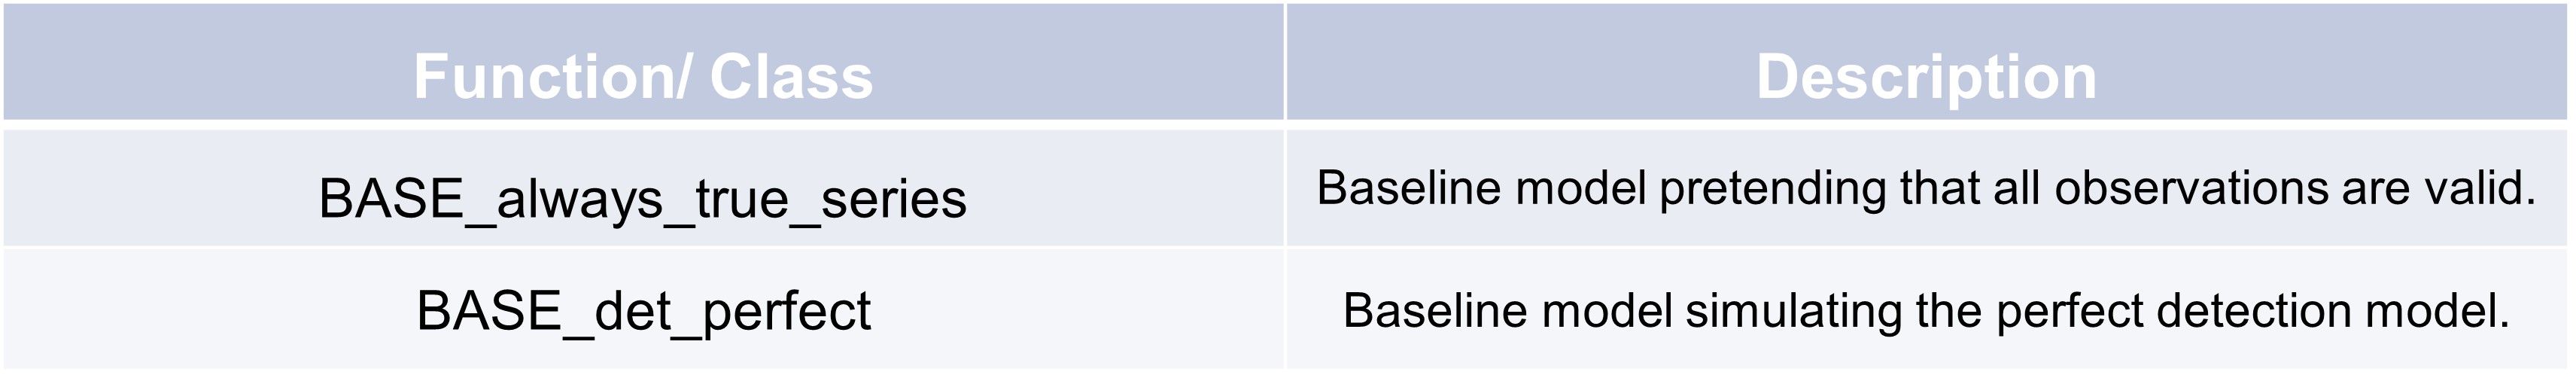 Function/ Class
Description
BASE_always_true_series
Baseline model pretending that all observations are valid.
BASE_det_perfect
Baseline model simulating the perfect detection model.